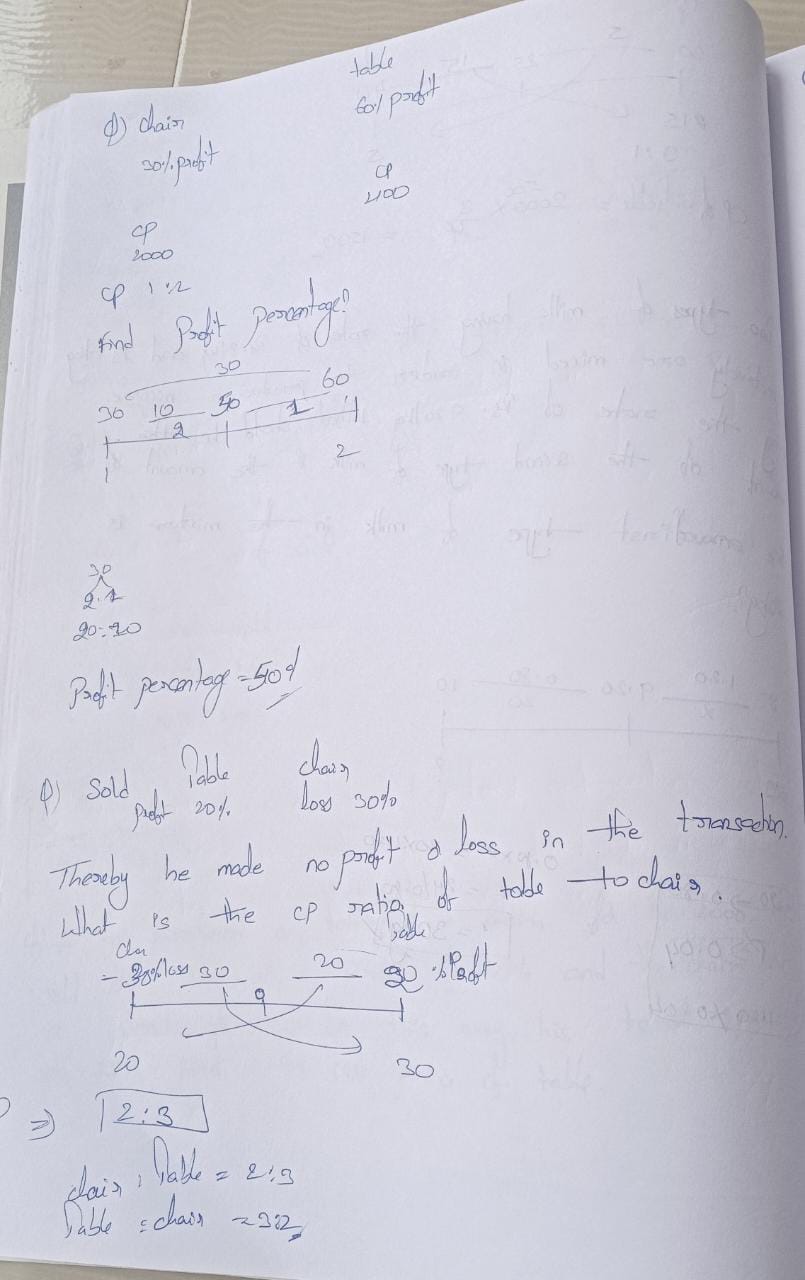 table
Q) chair
60% profit
30% profit
CP
400
CP
2000
CP 1:2
Find Profit percentage?
30
30 10 50 1 60
2
1 2
30
2:1
20:10
Profit percentage = 50%
Q) Sold Table chair
profit 20% loss 30%
Thereby he made no profit & loss in the transaction.
What is the CP ratio of table to chair.
table
- 30% loss 30 20 20 % Profit
0
20 30
⇒ 2:3
chair : Table = 2:3
Table : chair = 3:2